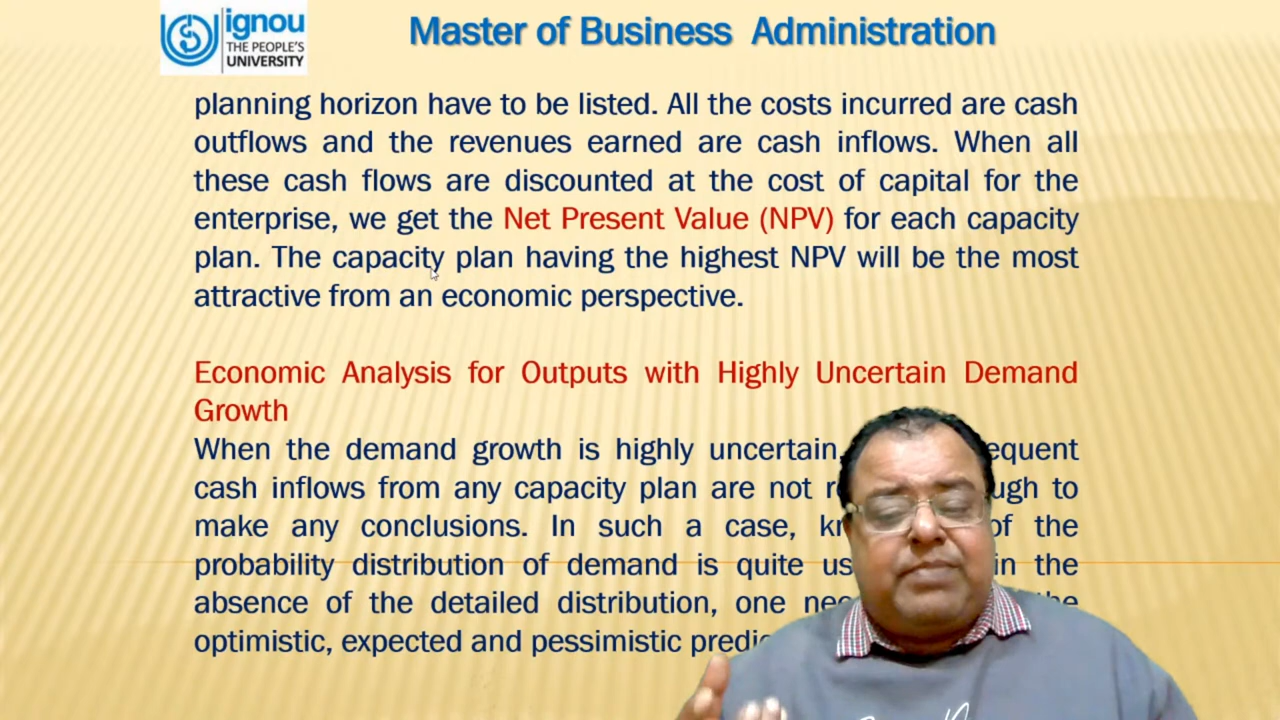 ignou
THE PEOPLE'S
UNIVERSITY
Master of Business Administration
planning horizon have to be listed. All the costs incurred are cash
outflows and the revenues earned are cash inflows. When all
these cash flows are discounted at the cost of capital for the
enterprise, we get the Net Present Value (NPV) for each capacity
plan. The capacity plan having the highest NPV will be the most
attractive from an economic perspective.
Economic Analysis for Outputs with Highly Uncertain Demand
Growth
When the demand growth is highly uncertain,
cash inflows from any capacity plan are not to
make any conclusions. In such a case, of the
probability distribution of demand is quite in the
absence of the detailed distribution, one
optimistic, expected and pessimistic